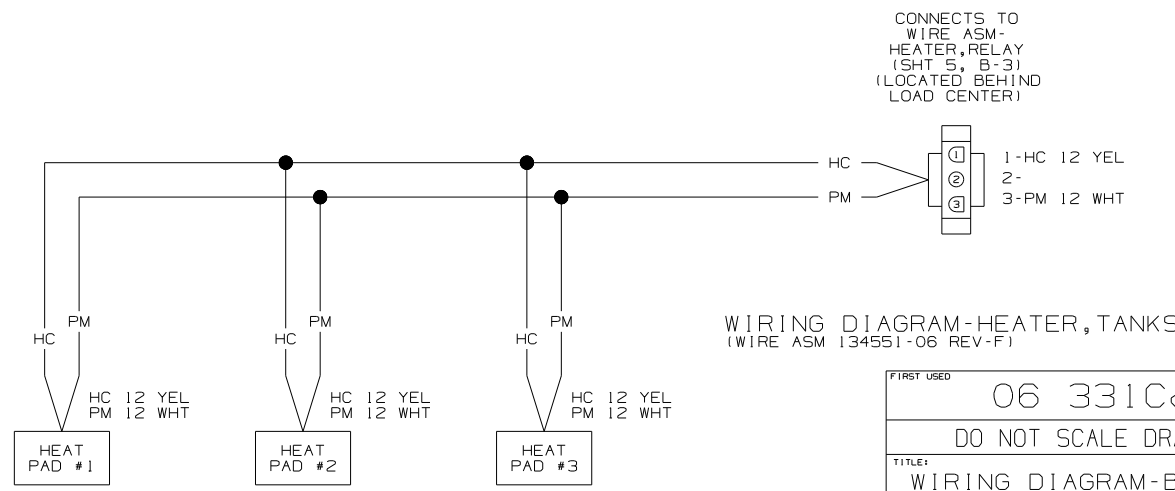 CONNECTS TO
WIRE ASM-
HEATER,RELAY
(SHT 5, B-3)
(LOCATED BEHIND
LOAD CENTER)
HC
PM
1
2
3
1-HC 12 YEL
2-
3-PM 12 WHT
HC
PM
HC
PM
HC
PM
HC 12 YEL
PM 12 WHT
HC 12 YEL
PM 12 WHT
HC 12 YEL
PM 12 WHT
HEAT
PAD #1
HEAT
PAD #2
HEAT
PAD #3
WIRING DIAGRAM-HEATER,TANKS
(WIRE ASM 134551-06 REV-F)
FIRST USED
06 331C
DO NOT SCALE
TITLE:
WIRING DIAGRAM-